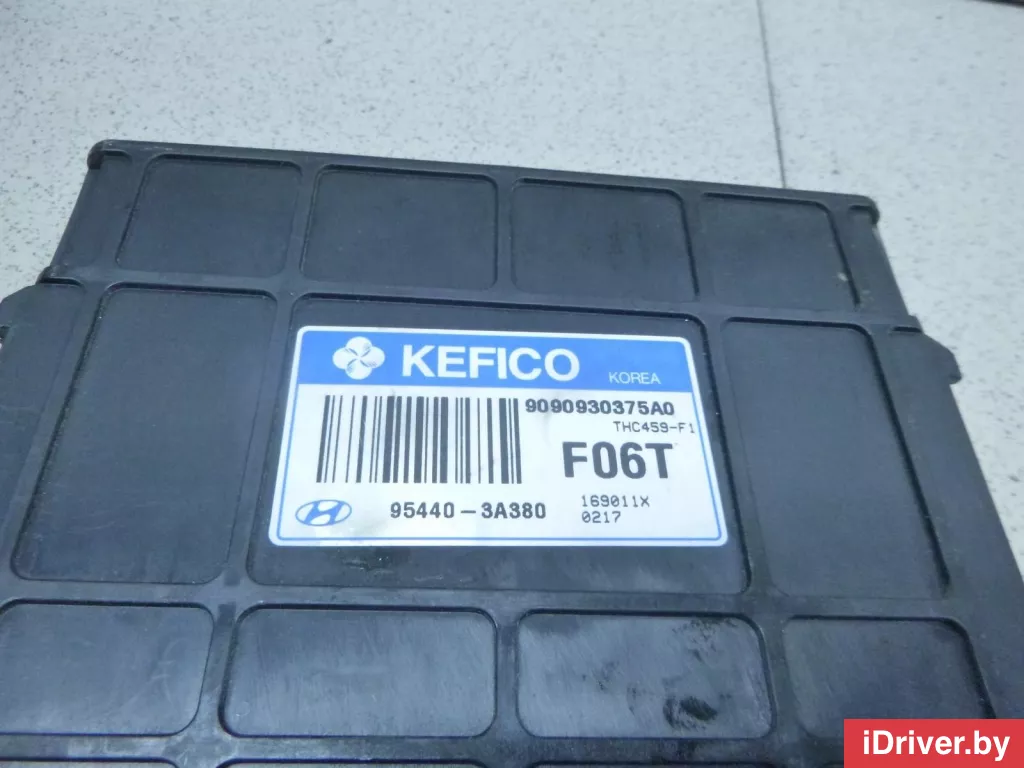 KEFICO KOREA
9090930375A0
THC459-F1
F06T
95440-3A380
169011X
0217
iDriver.by